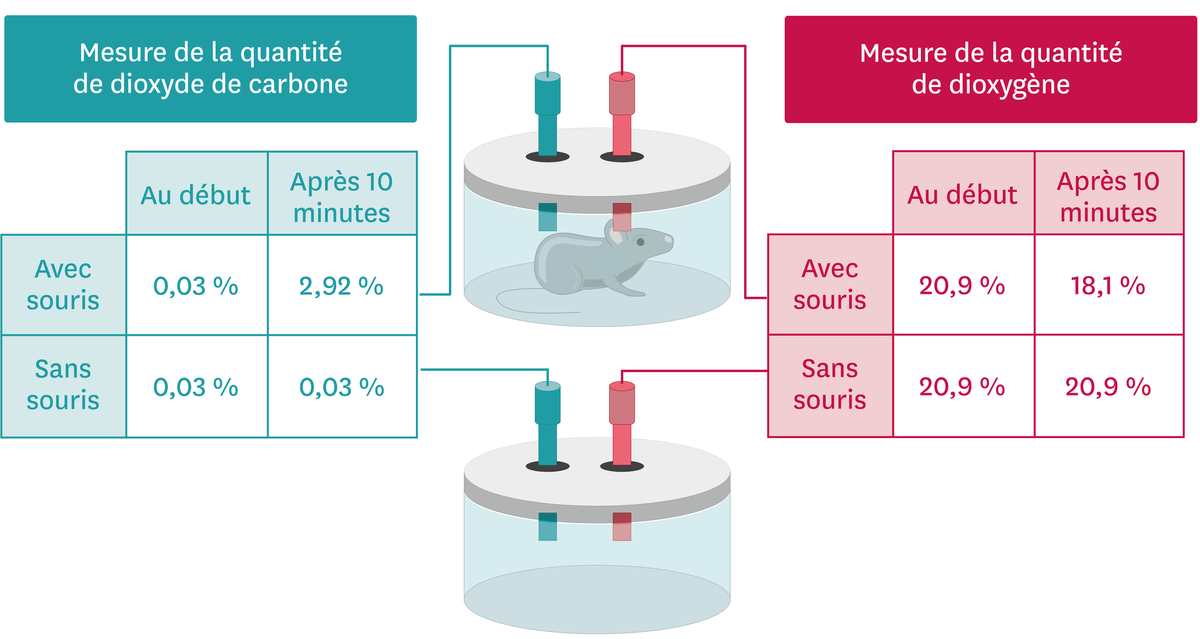 Mesure de la quantité
de dioxyde de carbone
Au début
Après 10
minutes
Avec
souris
0,03 %
2,92 %
Sans
souris
0,03 %
0,03 %
Mesure de la quantité
de dioxygène
Au début
Après 10
minutes
Avec
souris
20,9 %
18,1 %
Sans
souris
20,9 %
20,9 %